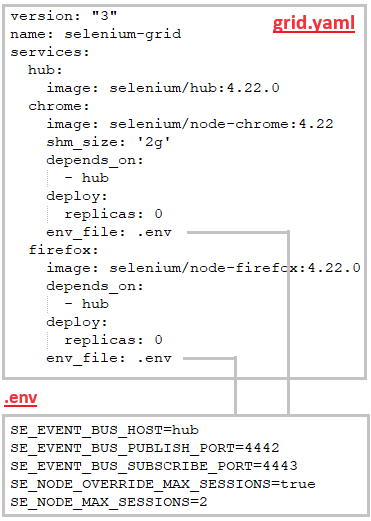 version: "3"
grid.yaml
name: selenium-grid
services:
hub:
image: selenium/hub:4.22.0
chrome:
image: selenium/node-chrome:4.22
shm_size: '2g'
depends_on:
- hub
deploy:
replicas: 0
env_file: .env
firefox:
image: selenium/node-firefox:4.22.0
depends_on:
- hub
deploy:
replicas: 0
env_file: .env
.env
SE_EVENT_BUS_HOST=hub
SE_EVENT_BUS_PUBLISH_PORT=4442
SE_EVENT_BUS_SUBSCRIBE_PORT=4443
SE_NODE_OVERRIDE_MAX_SESSIONS=true
SE_NODE_MAX_SESSIONS=2